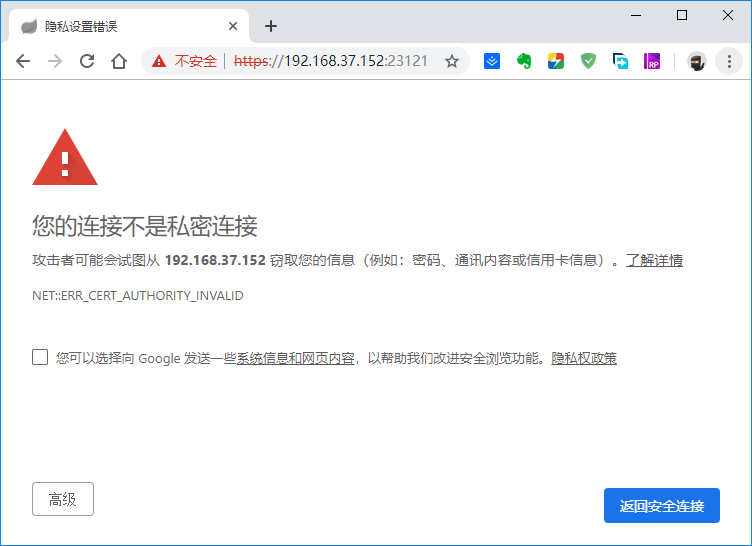 隐私设置错误
不安全 | https://192.168.37.152:23121
RP
您的连接不是私密连接
攻击者可能会试图从 192.168.37.152 窃取您的信息（例如：密码、通讯内容或信用卡信息）。了解详情
NET::ERR_CERT_AUTHORITY_INVALID
您可以选择向 Google 发送一些系统信息和网页内容，以帮助我们改进安全浏览功能。隐私权政策
高级
返回安全连接